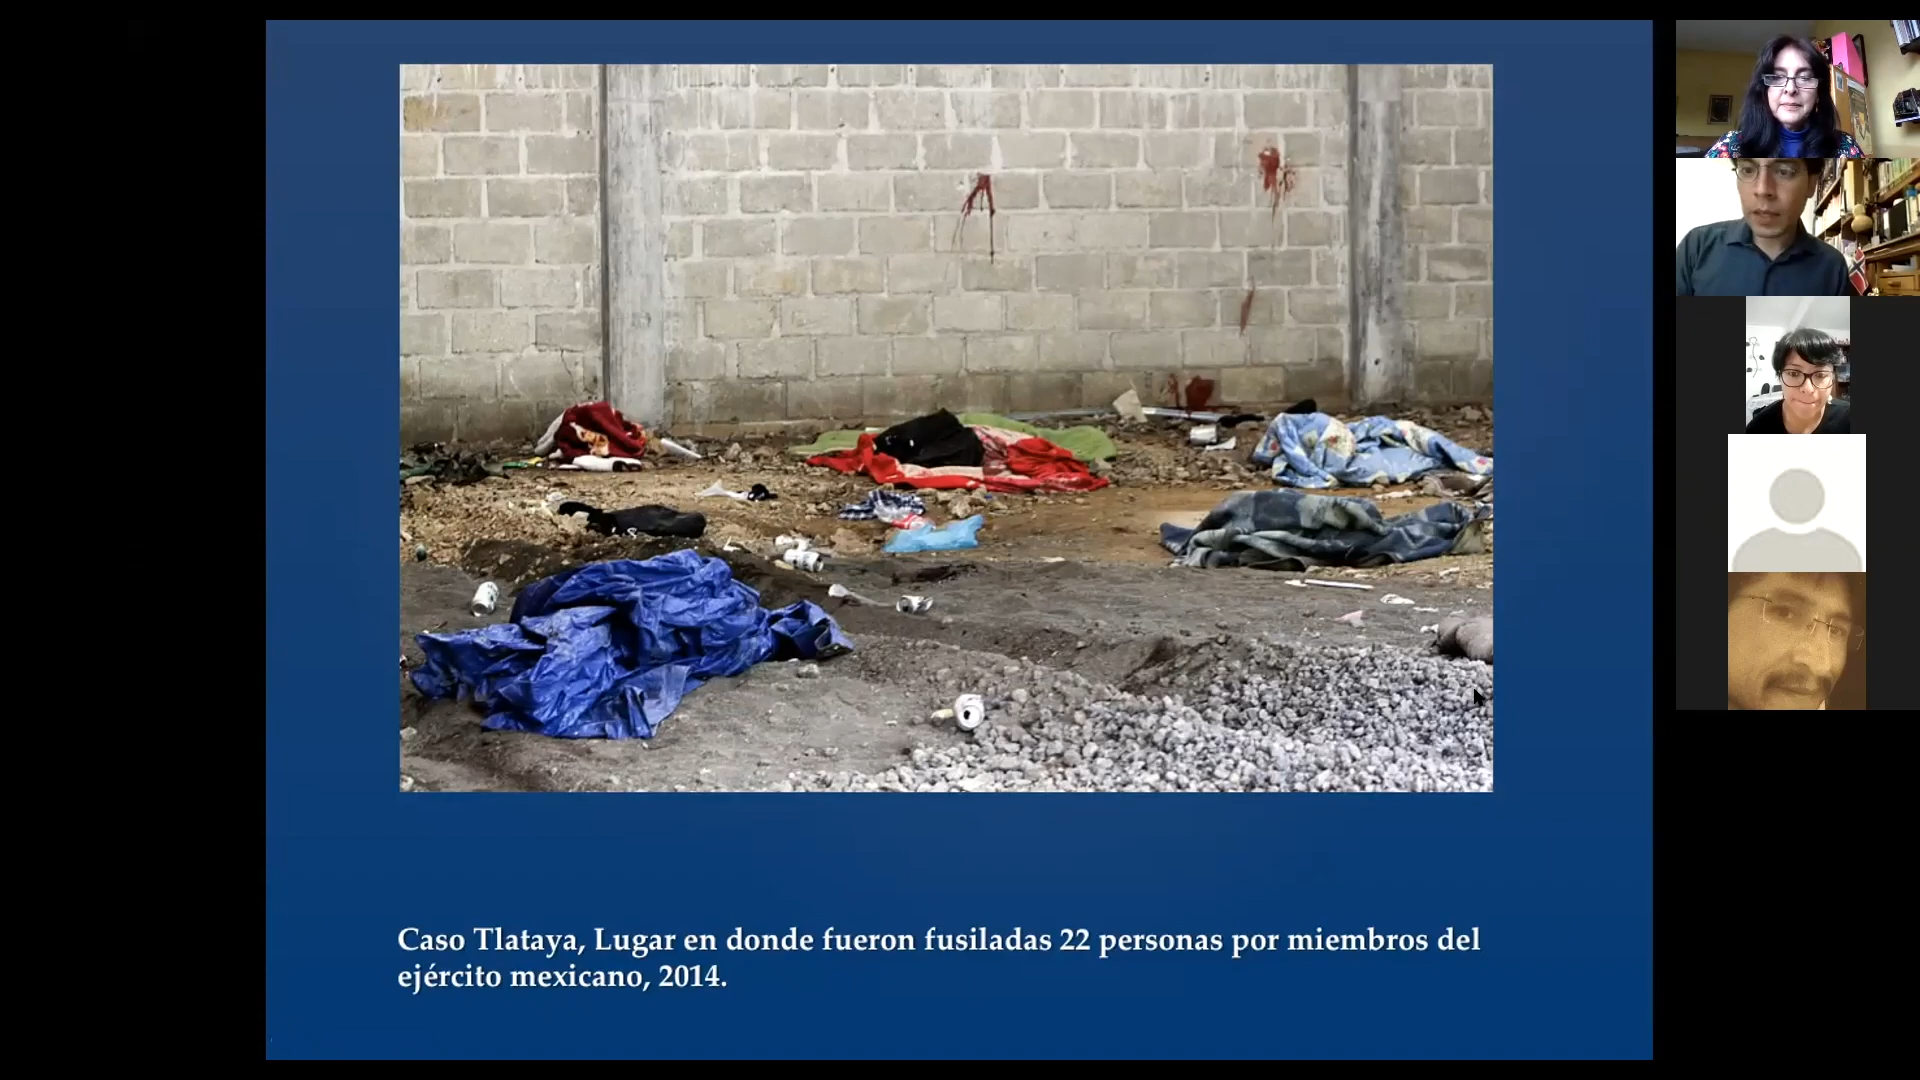 Caso Tlataya, Lugar en donde fueron fusiladas 22 personas por miembros del
ejército mexicano, 2014.